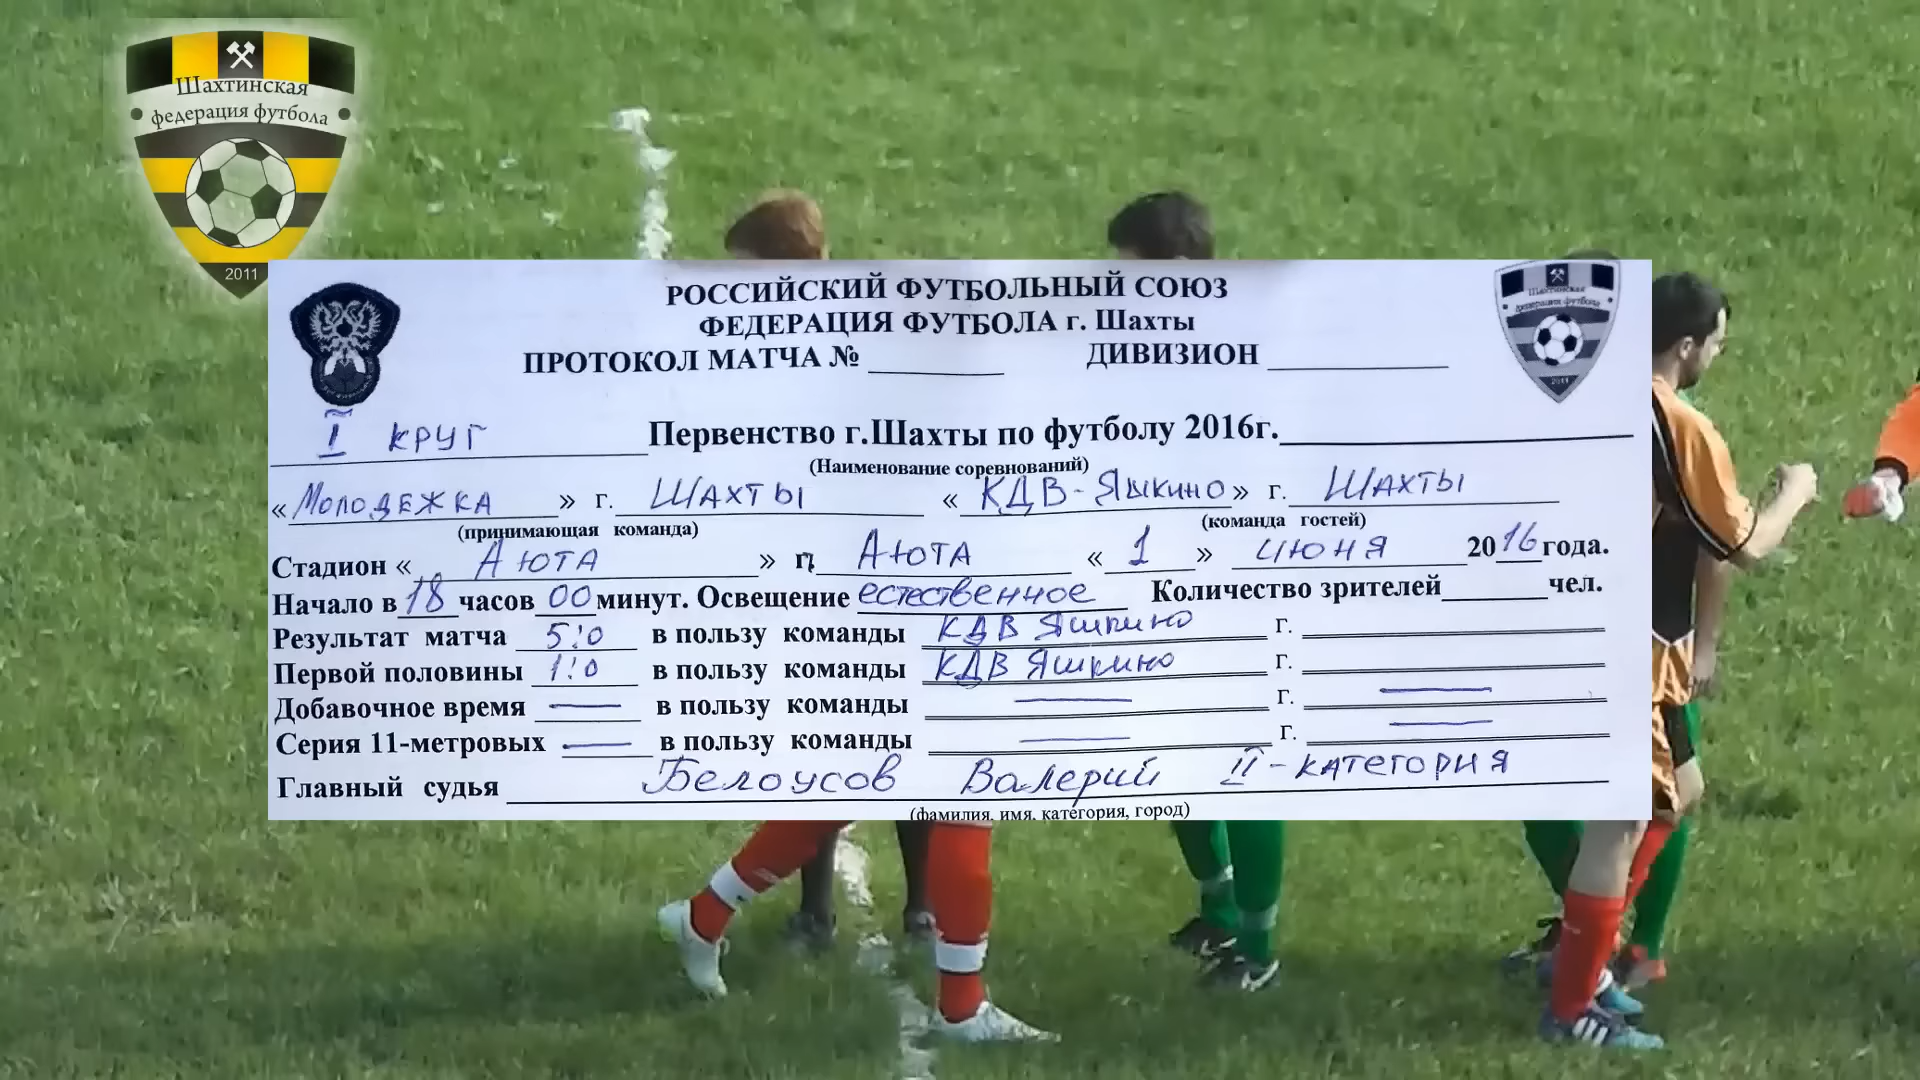 Шахтинская
федерация футбола
2011
РОССИЙСКИЙ ФУТБОЛЬНЫЙ СОЮЗ
ФЕДЕРАЦИЯ ФУТБОЛА г. Шахты
ПРОТОКОЛ МАТЧА № ДИВИЗИОН
Шахтинская
федерация футбола
2011
I круг Первенство г.Шахты по футболу 2016г.
(Наименование соревнований)
«Молодежка» г. Шахты «КДВ-Яшкино» г. Шахты
(принимающая команда) (команда гостей)
Стадион « Аюта » г. Аюта « 1 » июня 2016 года.
Начало в 18 часов 00 минут. Освещение естественное Количество зрителей чел.
Результат матча 5:0 в пользу команды КДВ Яшкино г.
Первой половины 1:0 в пользу команды КДВ Яшкино г.
Добавочное время — в пользу команды — г. —
Серия 11-метровых — в пользу команды — г. —
Главный судья Белоусов Валерий II-категория
(фамилия, имя, категория, город)